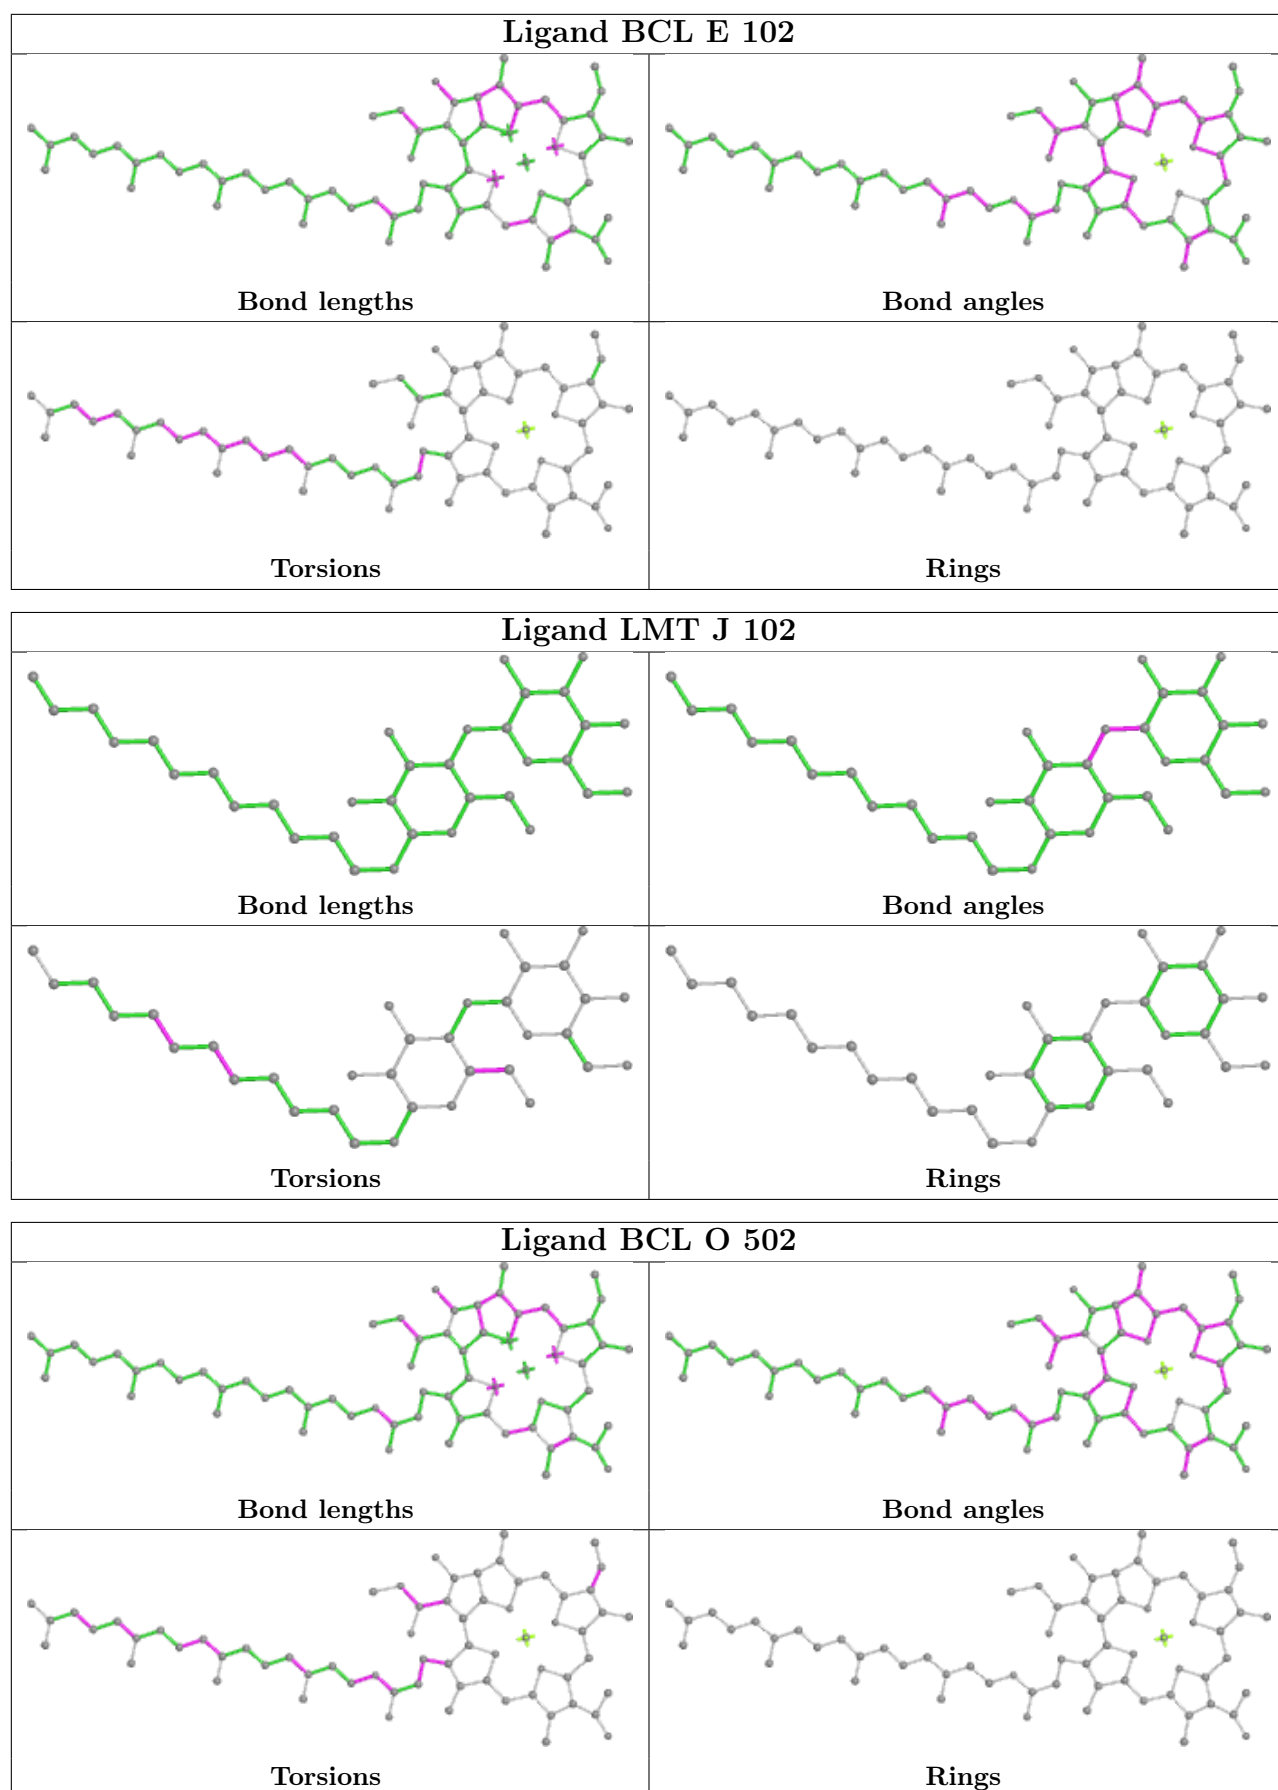 Ligand BCL E 102
Bond lengths
Bond angles
Torsions
Rings
Ligand LMT J 102
Bond lengths
Bond angles
Torsions
Rings
Ligand BCL O 502
Bond lengths
Bond angles
Torsions
Rings